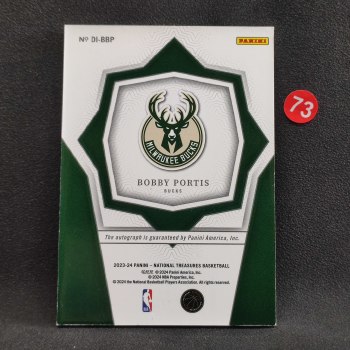 Nº DI-BBP
PANINI
73
MILWAUKEE BUCKS
BOBBY PORTIS
BUCKS
The autograph is guaranteed by Panini America, Inc.
2023-24 PANINI – NATIONAL TREASURES BASKETBALL
© 2024 Panini America, Inc.
© 2024 NBA Properties, Inc.
© 2024 the National Basketball Players Association. All rights reserved.
NBA